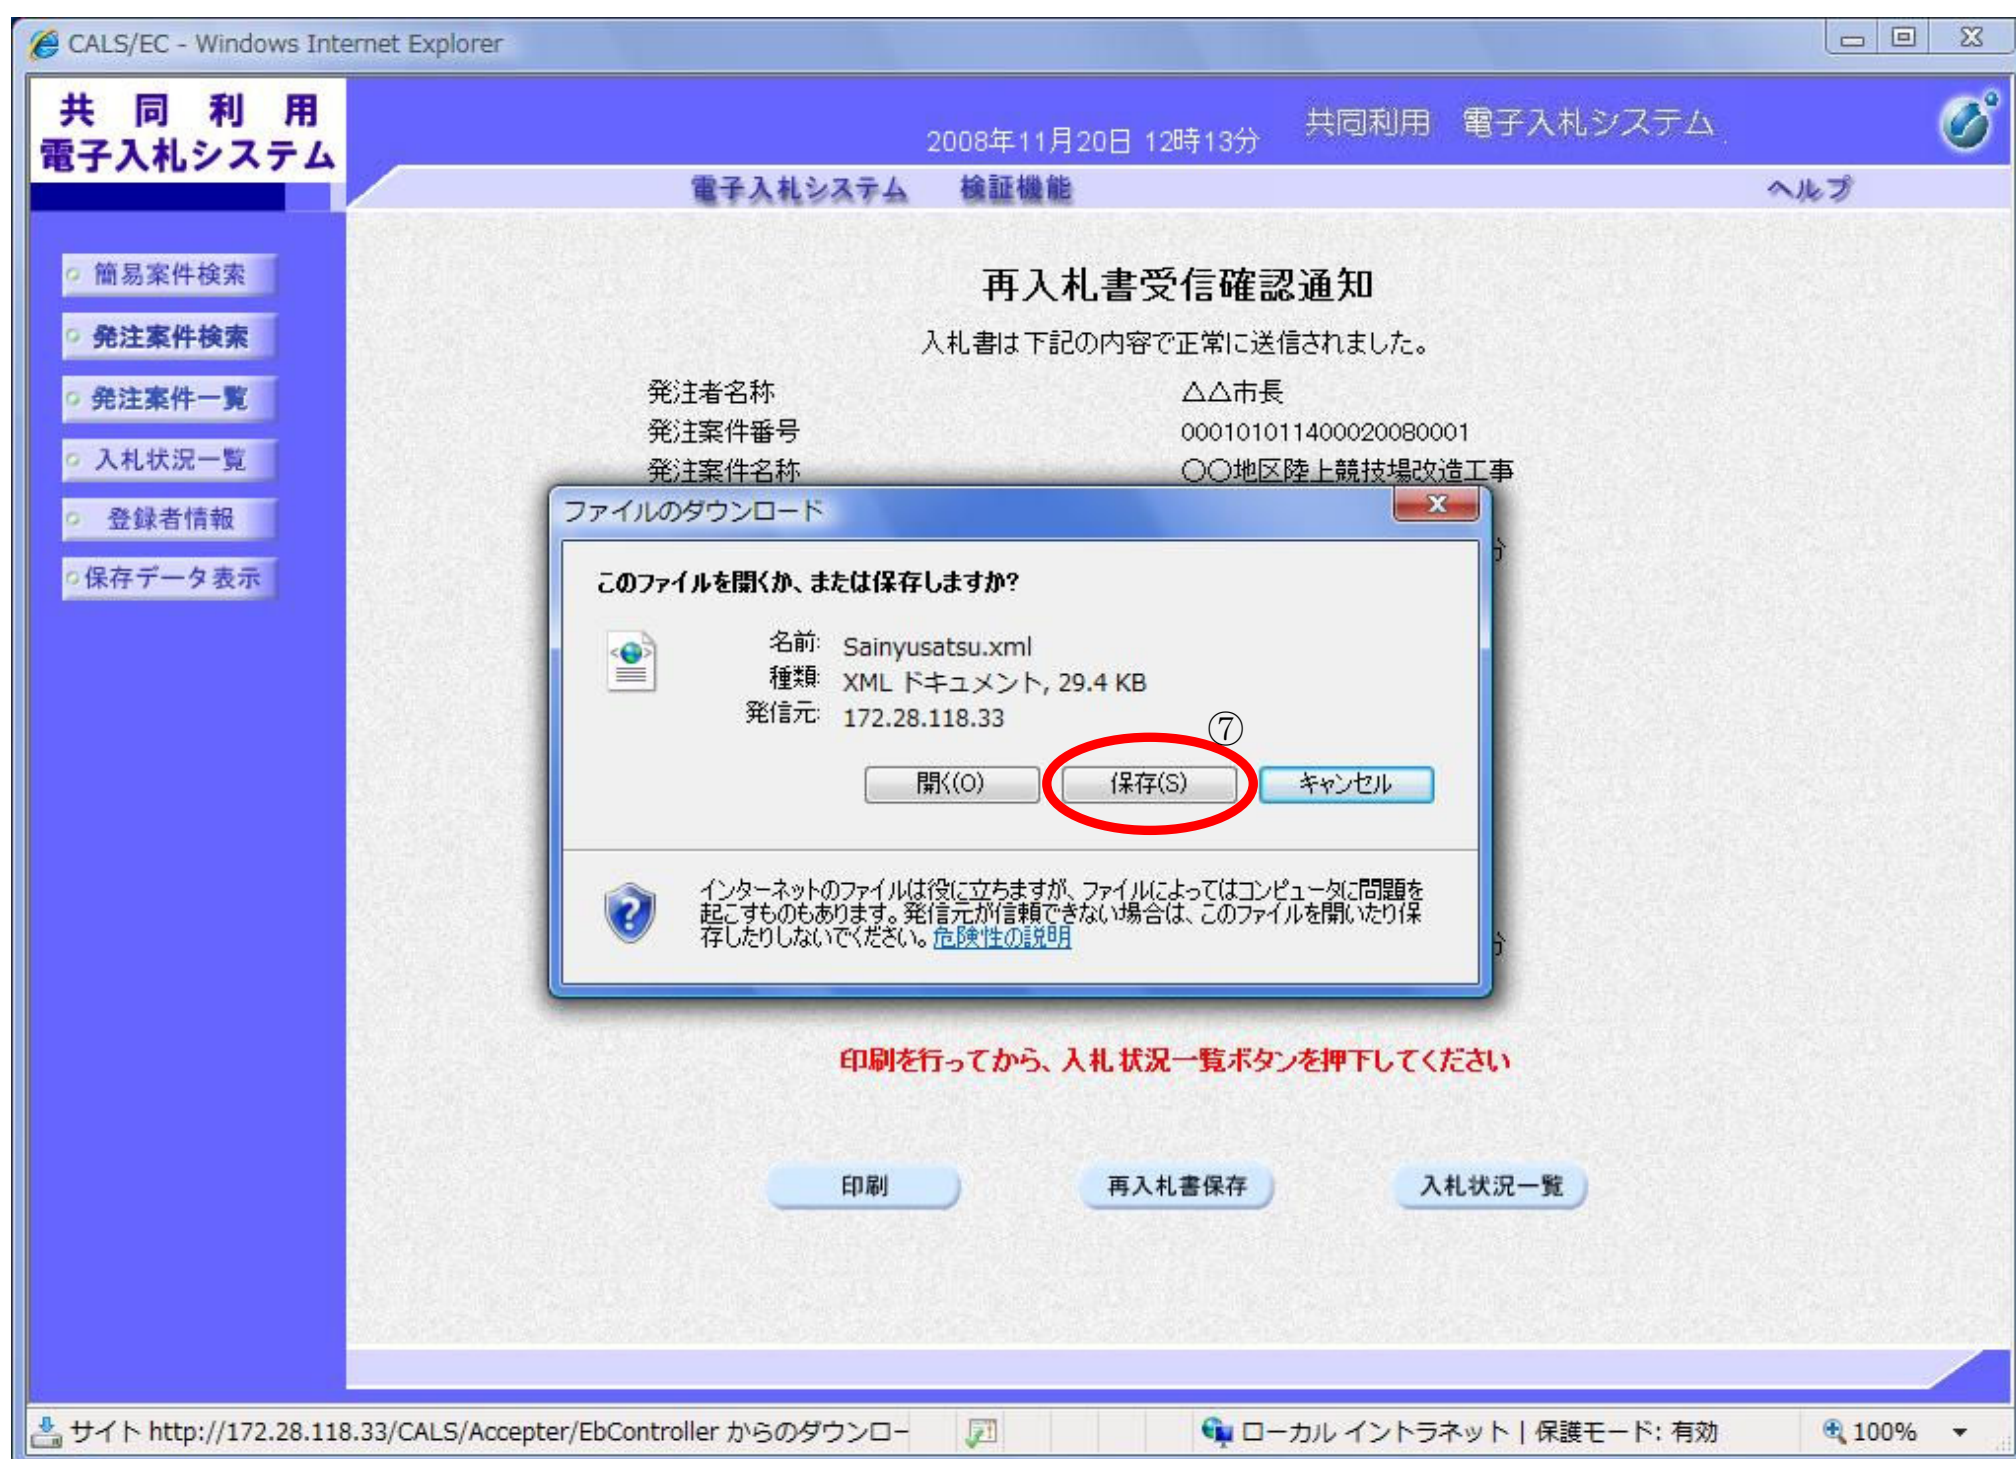 CALS/EC - Windows Internet Explorer
共同利用
電子入札システム
2008年11月20日 12時13分
共同利用 電子入札システム
電子入札システム 検証機能 ヘルプ
簡易案件検索
発注案件検索
発注案件一覧
入札状況一覧
登録者情報
保存データ表示
再入札書受信確認通知
入札書は下記の内容で正常に送信されました。
発注者名称 △△市長
発注案件番号 000101011400020080001
発注案件名称 〇〇地区陸上競技場改造工事
ファイルのダウンロード
このファイルを開くか、または保存しますか?
名前: Sainyusatsu.xml
種類: XML ドキュメント, 29.4 KB
発信元: 172.28.118.33
⑦
開く(O) 保存(S) キャンセル
インターネットのファイルは役に立ちますが、ファイルによってはコンピュータに問題を
起こすものもあります。発信元が信頼できない場合は、このファイルを開いたり保
存したりしないでください。危険性の説明
印刷を行ってから、入札状況一覧ボタンを押下してください
印刷 再入札書保存 入札状況一覧
サイト http://172.28.118.33/CALS/Accepter/EbController からのダウンロー
ローカル イントラネット | 保護モード: 有効
100%